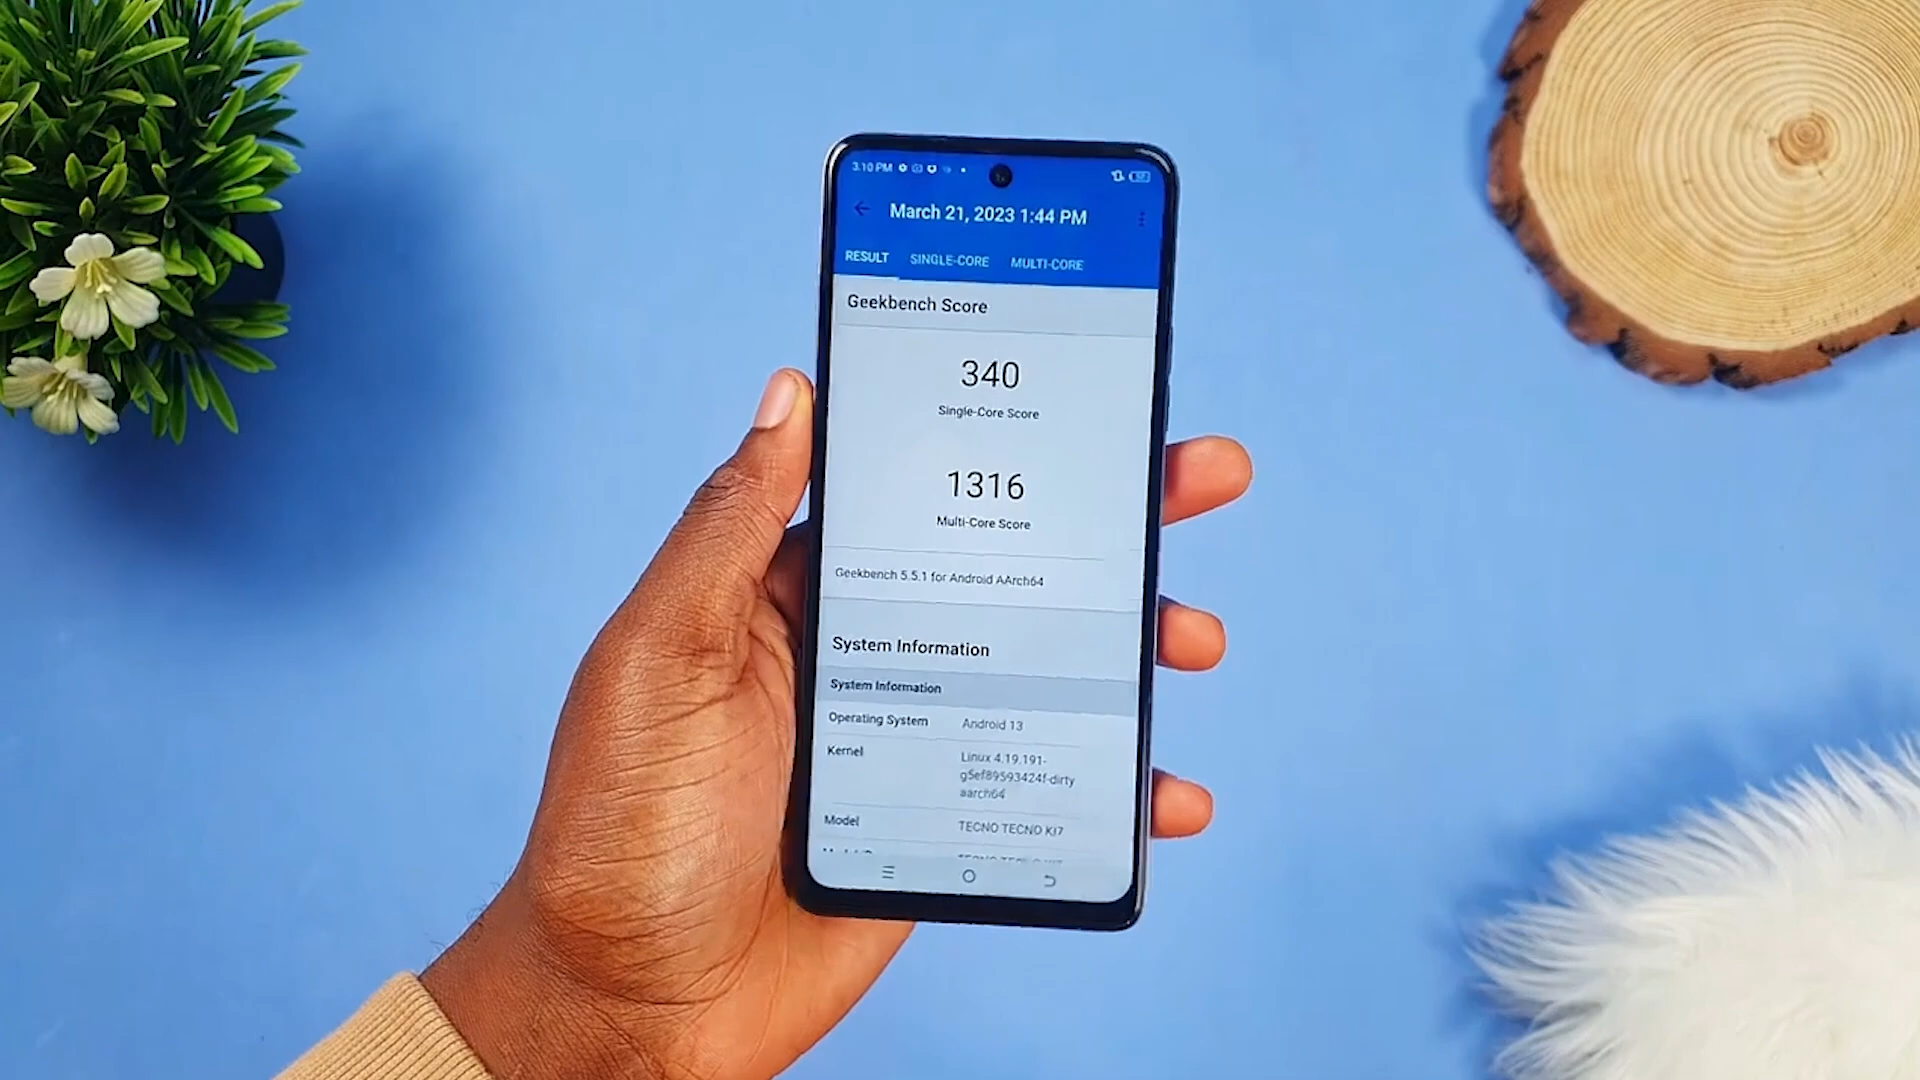 3.10 PM
March 21, 2023 1:44 PM
RESULT SINGLE-CORE MULTI-CORE
Geekbench Score
340
Single-Core Score
1316
Multi-Core Score
Geekbench 5.5.1 for Android AArch64
System Information
System Information
Operating System Android 13
Kernel Linux 4.19.191-
g5ef89593424f-dirty
aarch64
Model TECNO TECNO KI7